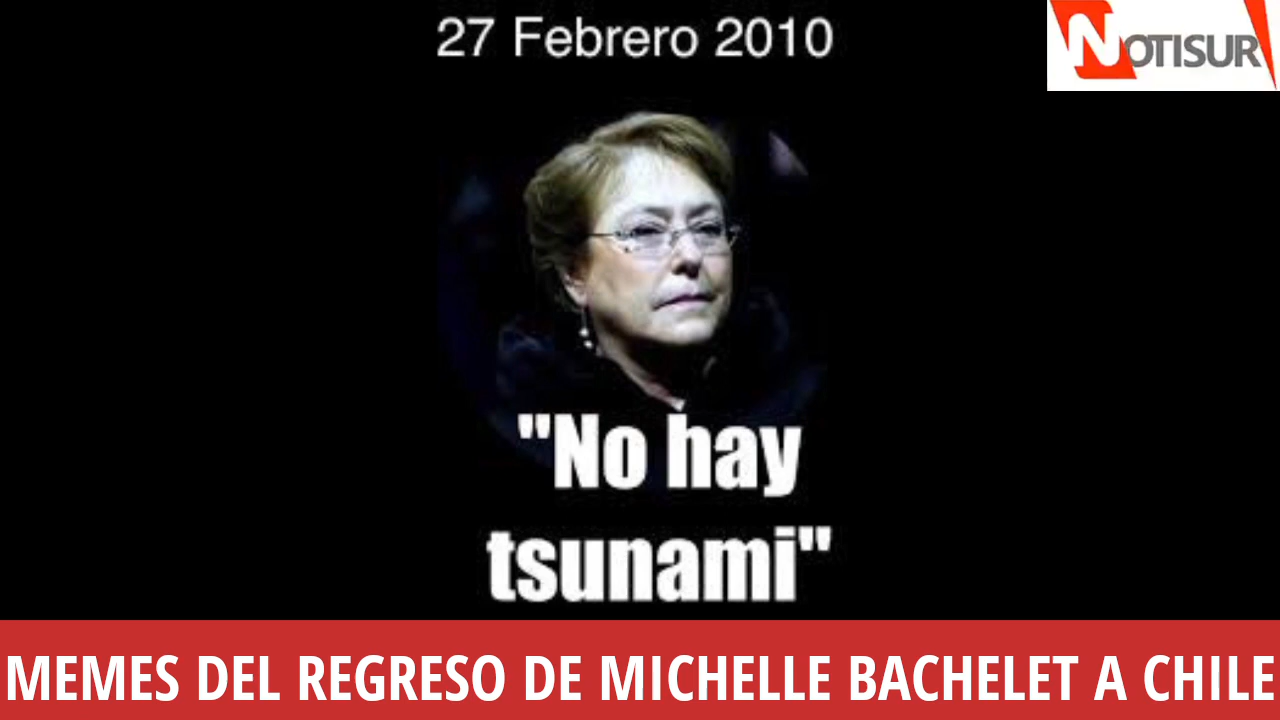 27 Febrero 2010
NOTISUR
"No hay
tsunami"
MEMES DEL REGRESO DE MICHELLE BACHELET A CHILE